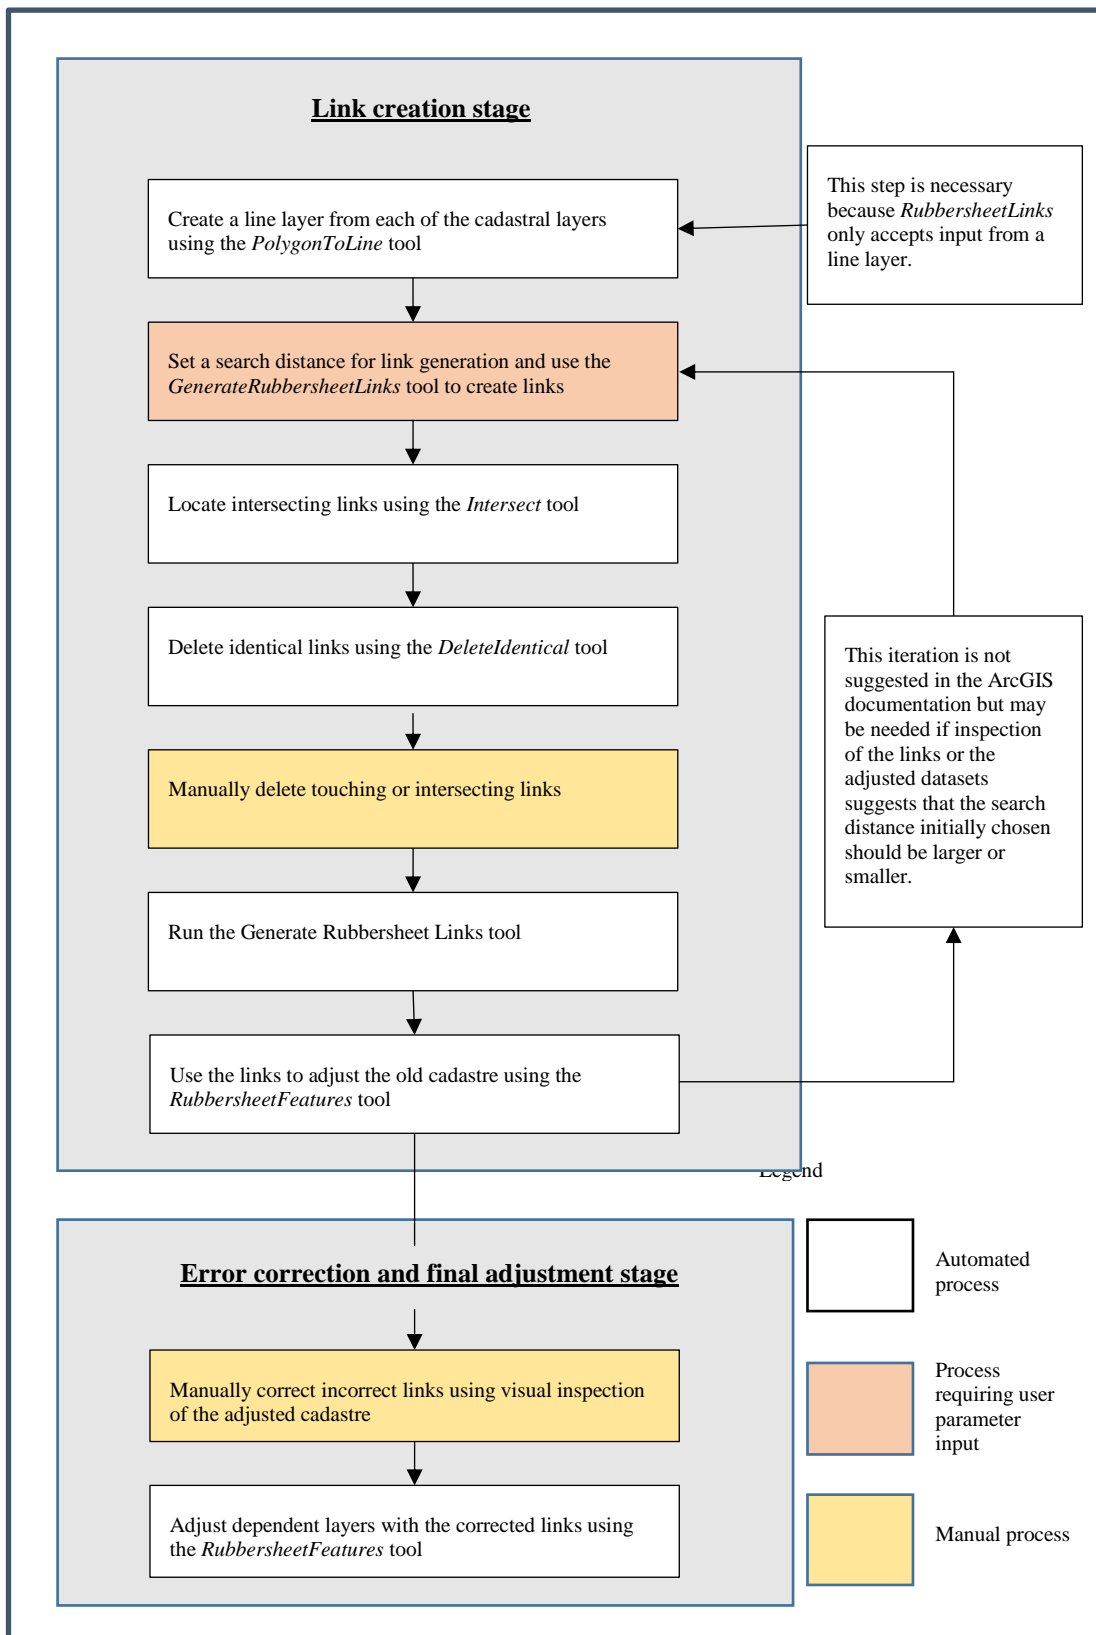 Link creation stage
Create a line layer from each of the cadastral layers
using the PolygonToLine tool
This step is necessary
because RubbersheetLinks
only accepts input from a
line layer.
Set a search distance for link generation and use the
GenerateRubbersheetLinks tool to create links
Locate intersecting links using the Intersect tool
Delete identical links using the DeleteIdentical tool
This iteration is not
suggested in the ArcGIS
documentation but may
be needed if inspection
of the links or the
adjusted datasets
suggests that the search
distance initially chosen
should be larger or
smaller.
Manually delete touching or intersecting links
Run the Generate Rubbersheet Links tool
Use the links to adjust the old cadastre using the
RubbersheetFeatures tool
Legend
Error correction and final adjustment stage
Manually correct incorrect links using visual inspection
of the adjusted cadastre
Adjust dependent layers with the corrected links using
the RubbersheetFeatures tool
Automated
process
Process
requiring user
parameter
input
Manual process